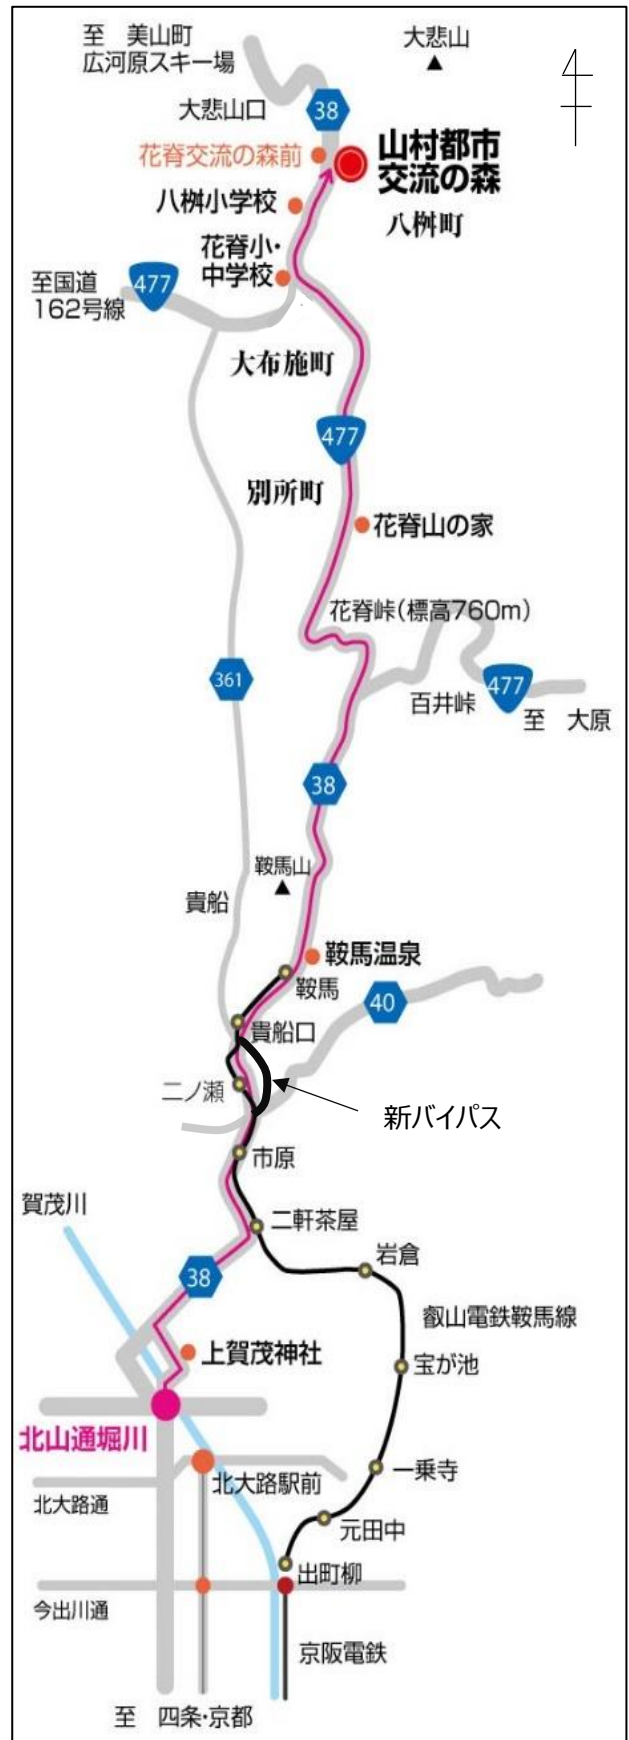 至　美山町
広河原スキー場
大悲山
大悲山口
38
花脊交流の森前
山村都市
交流の森
八桝小学校
八桝町
花脊小・
中学校
至国道
162号線
477
大布施町
477
別所町
花脊山の家
花脊峠(標高760m)
361
百井峠
477
至　大原
38
鞍馬山
貴船
鞍馬温泉
鞍馬
40
貴船口
二ノ瀬
新バイパス
市原
賀茂川
二軒茶屋
岩倉
38
叡山電鉄鞍馬線
上賀茂神社
宝が池
北山通堀川
一乗寺
北大路駅前
北大路通
元田中
出町柳
今出川通
京阪電鉄
至　四条・京都